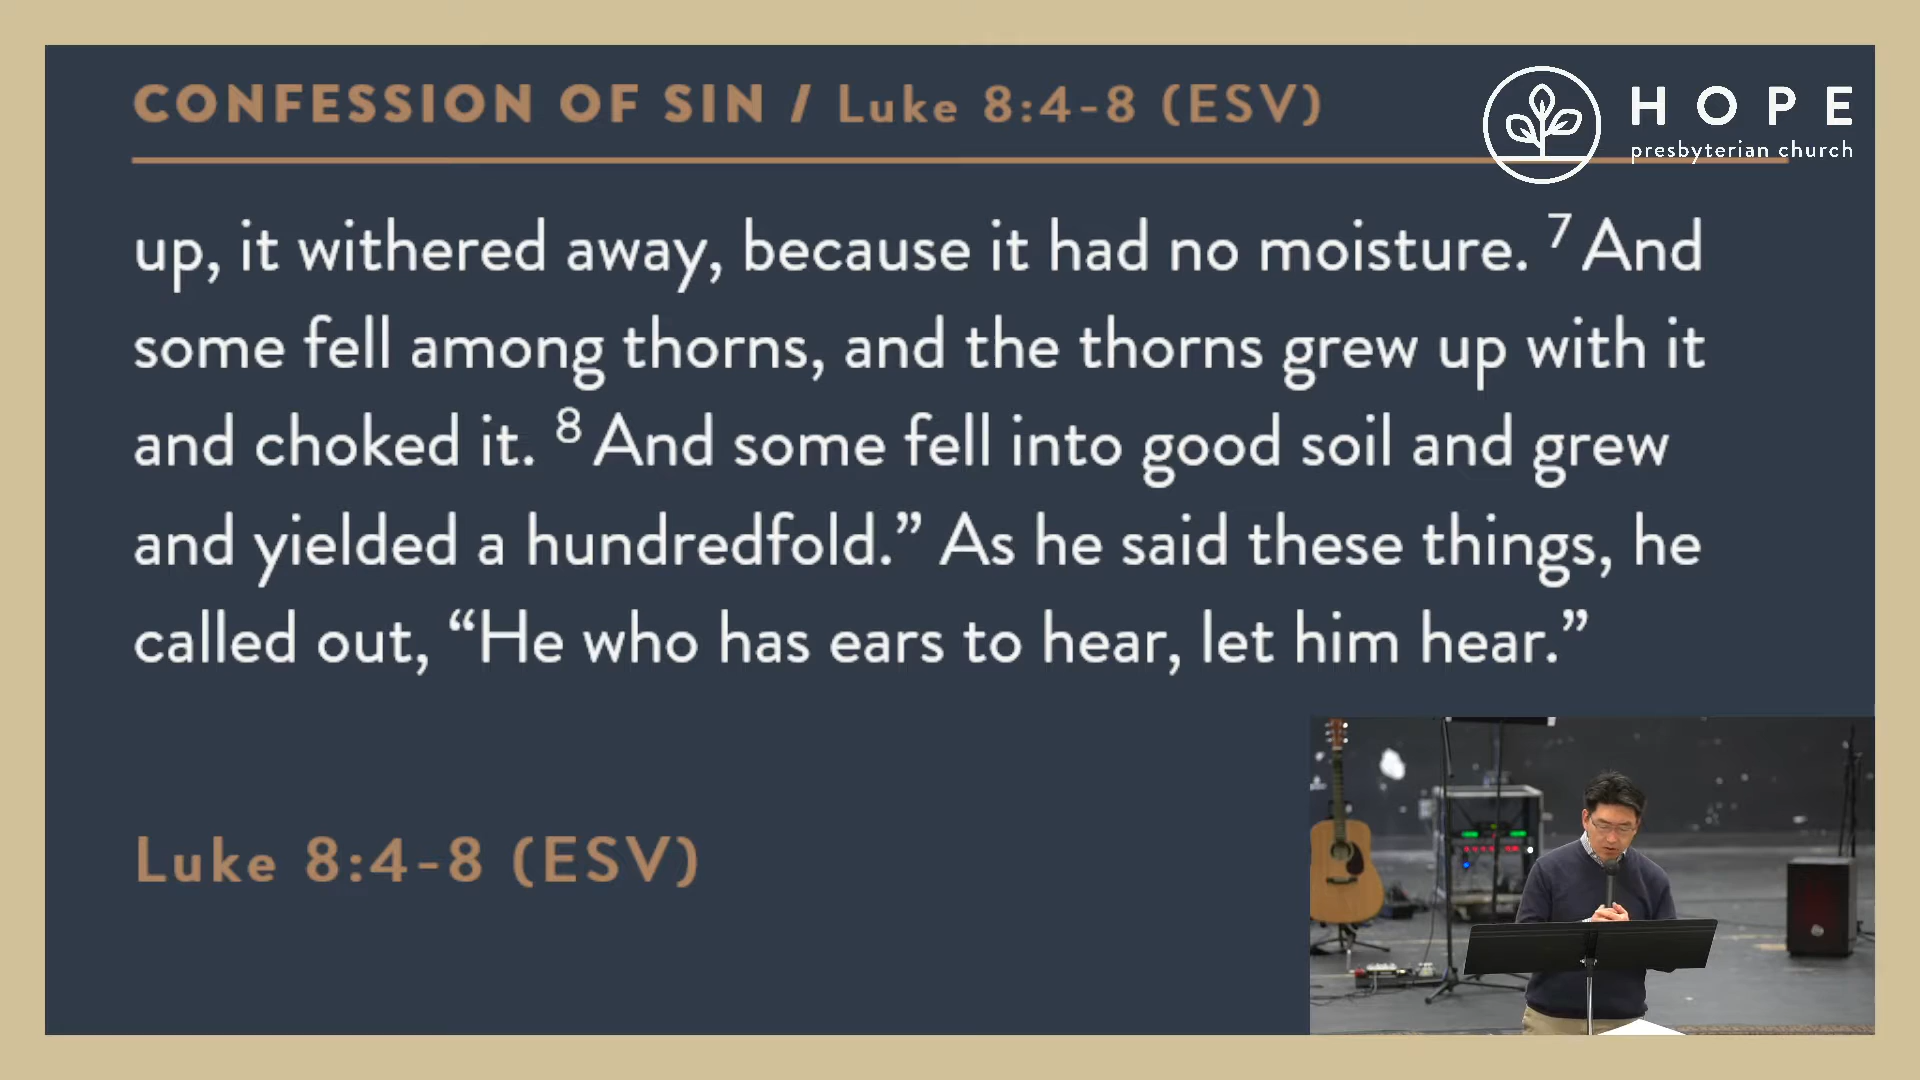 CONFESSION OF SIN / Luke 8:4-8 (ESV)
HOPE
presbyterian church
up, it withered away, because it had no moisture. ⁷ And
some fell among thorns, and the thorns grew up with it
and choked it. ⁸ And some fell into good soil and grew
and yielded a hundredfold.” As he said these things, he
called out, “He who has ears to hear, let him hear.”
Luke 8:4-8 (ESV)